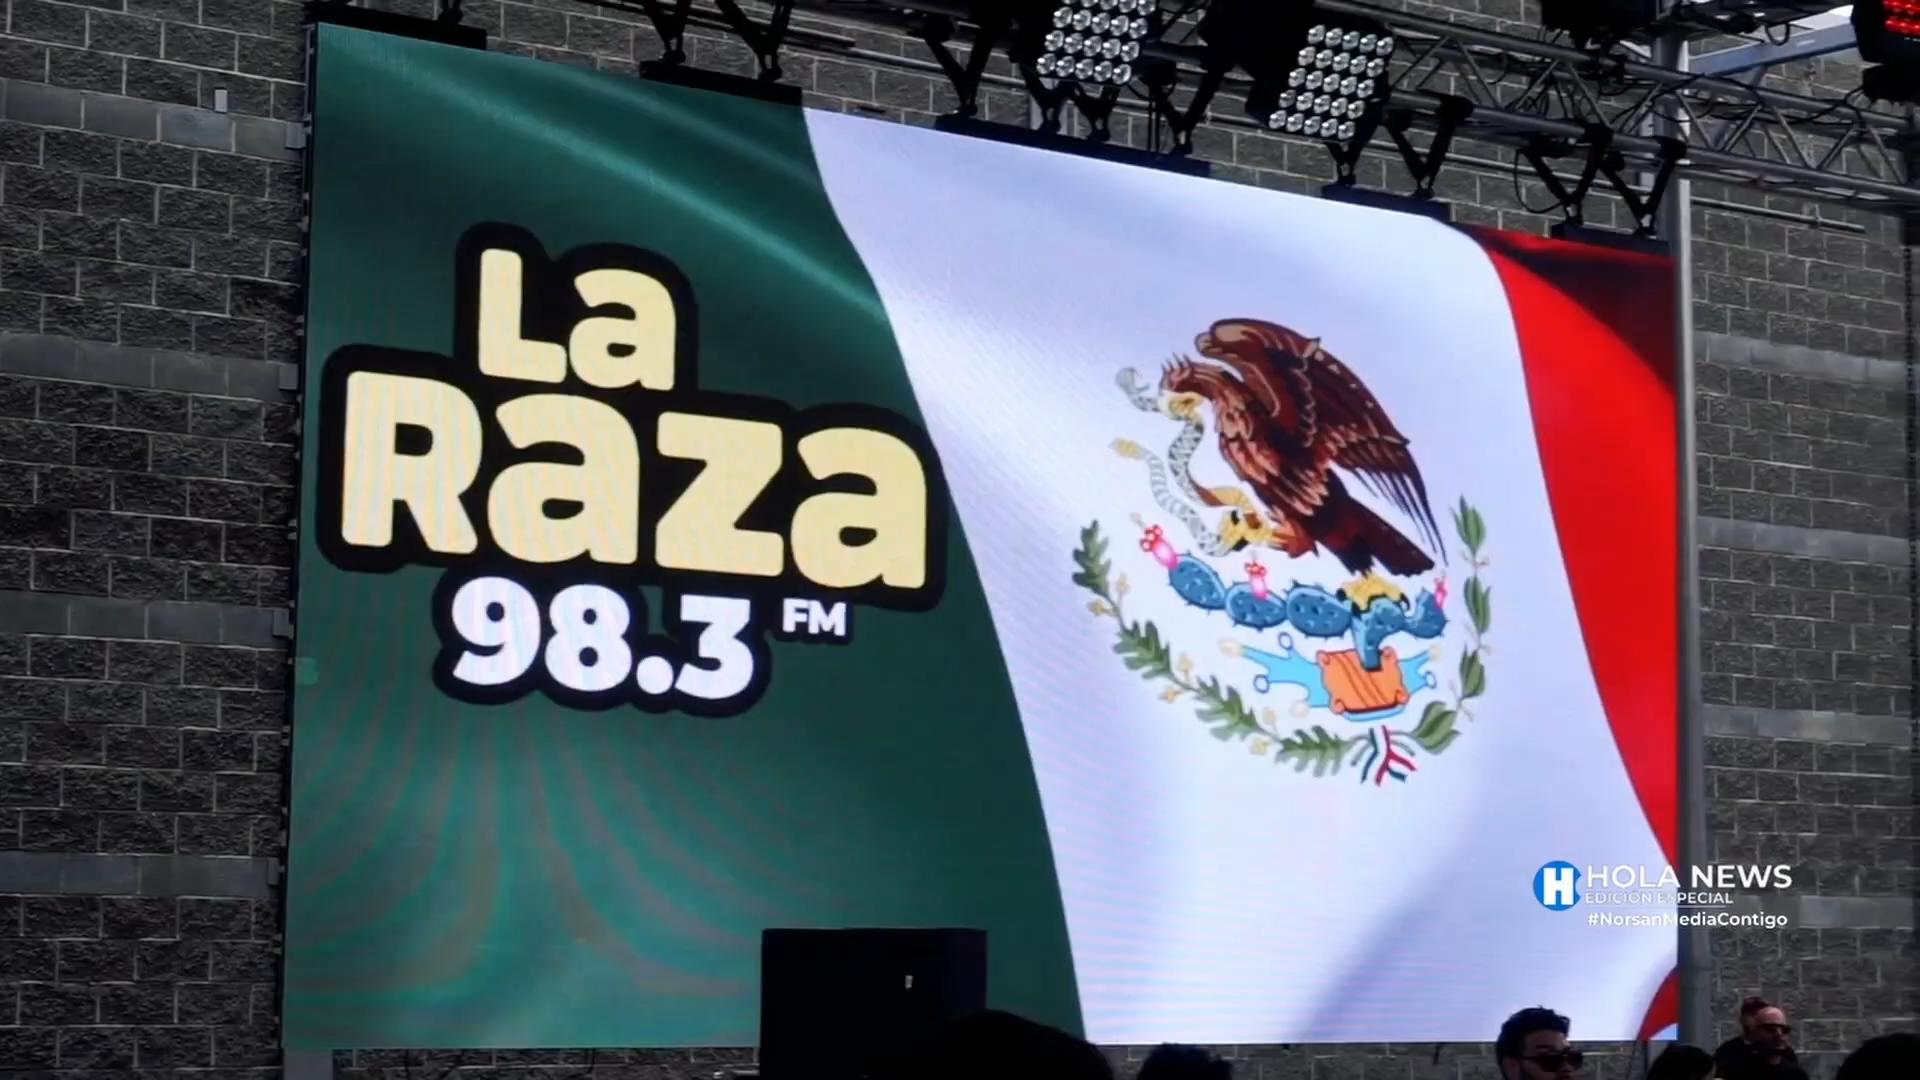 La
Raza
98.3 FM
HOLA NEWS
EDICIÓN ESPECIAL
#NorsanMediaContigo